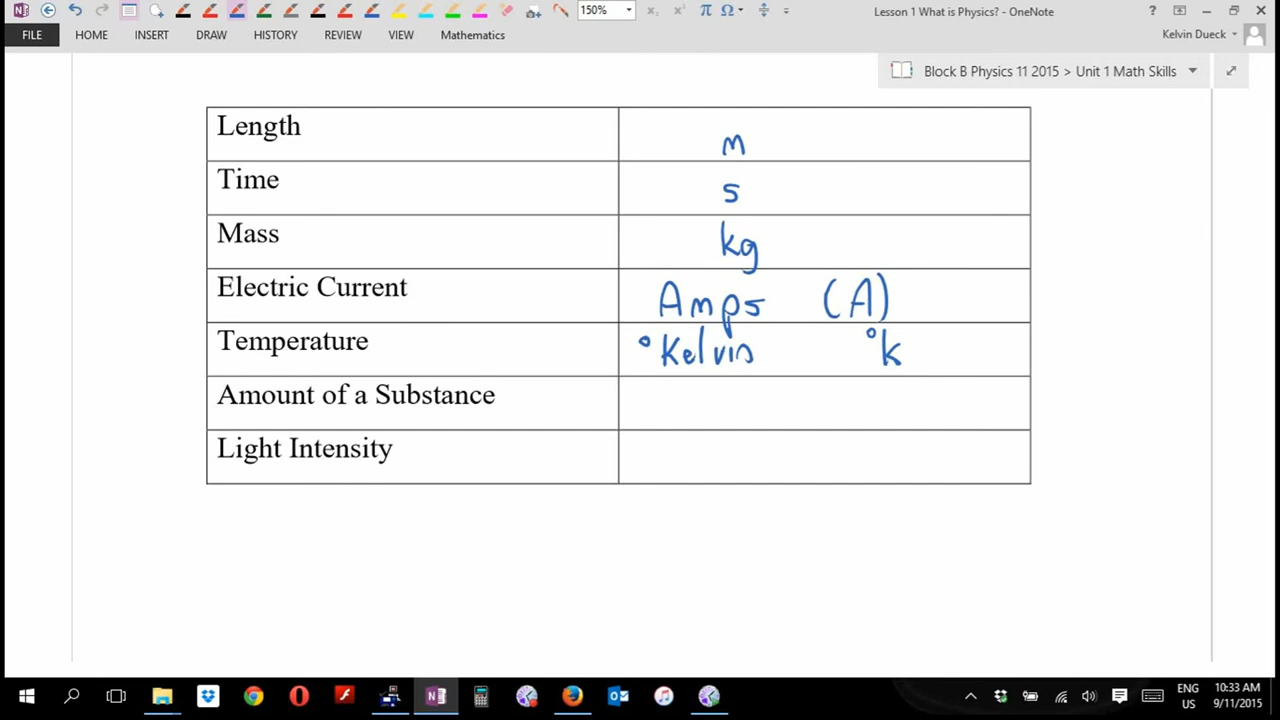 150%
Lesson 1 What is Physics? - OneNote
FILE HOME INSERT DRAW HISTORY REVIEW VIEW Mathematics
Kelvin Dueck
Block B Physics 11 2015 > Unit 1 Math Skills
Length m
Time s
Mass kg
Electric Current Amps (A)
Temperature °Kelvin °k
Amount of a Substance
Light Intensity
ENG 10:33 AM
US 9/11/2015